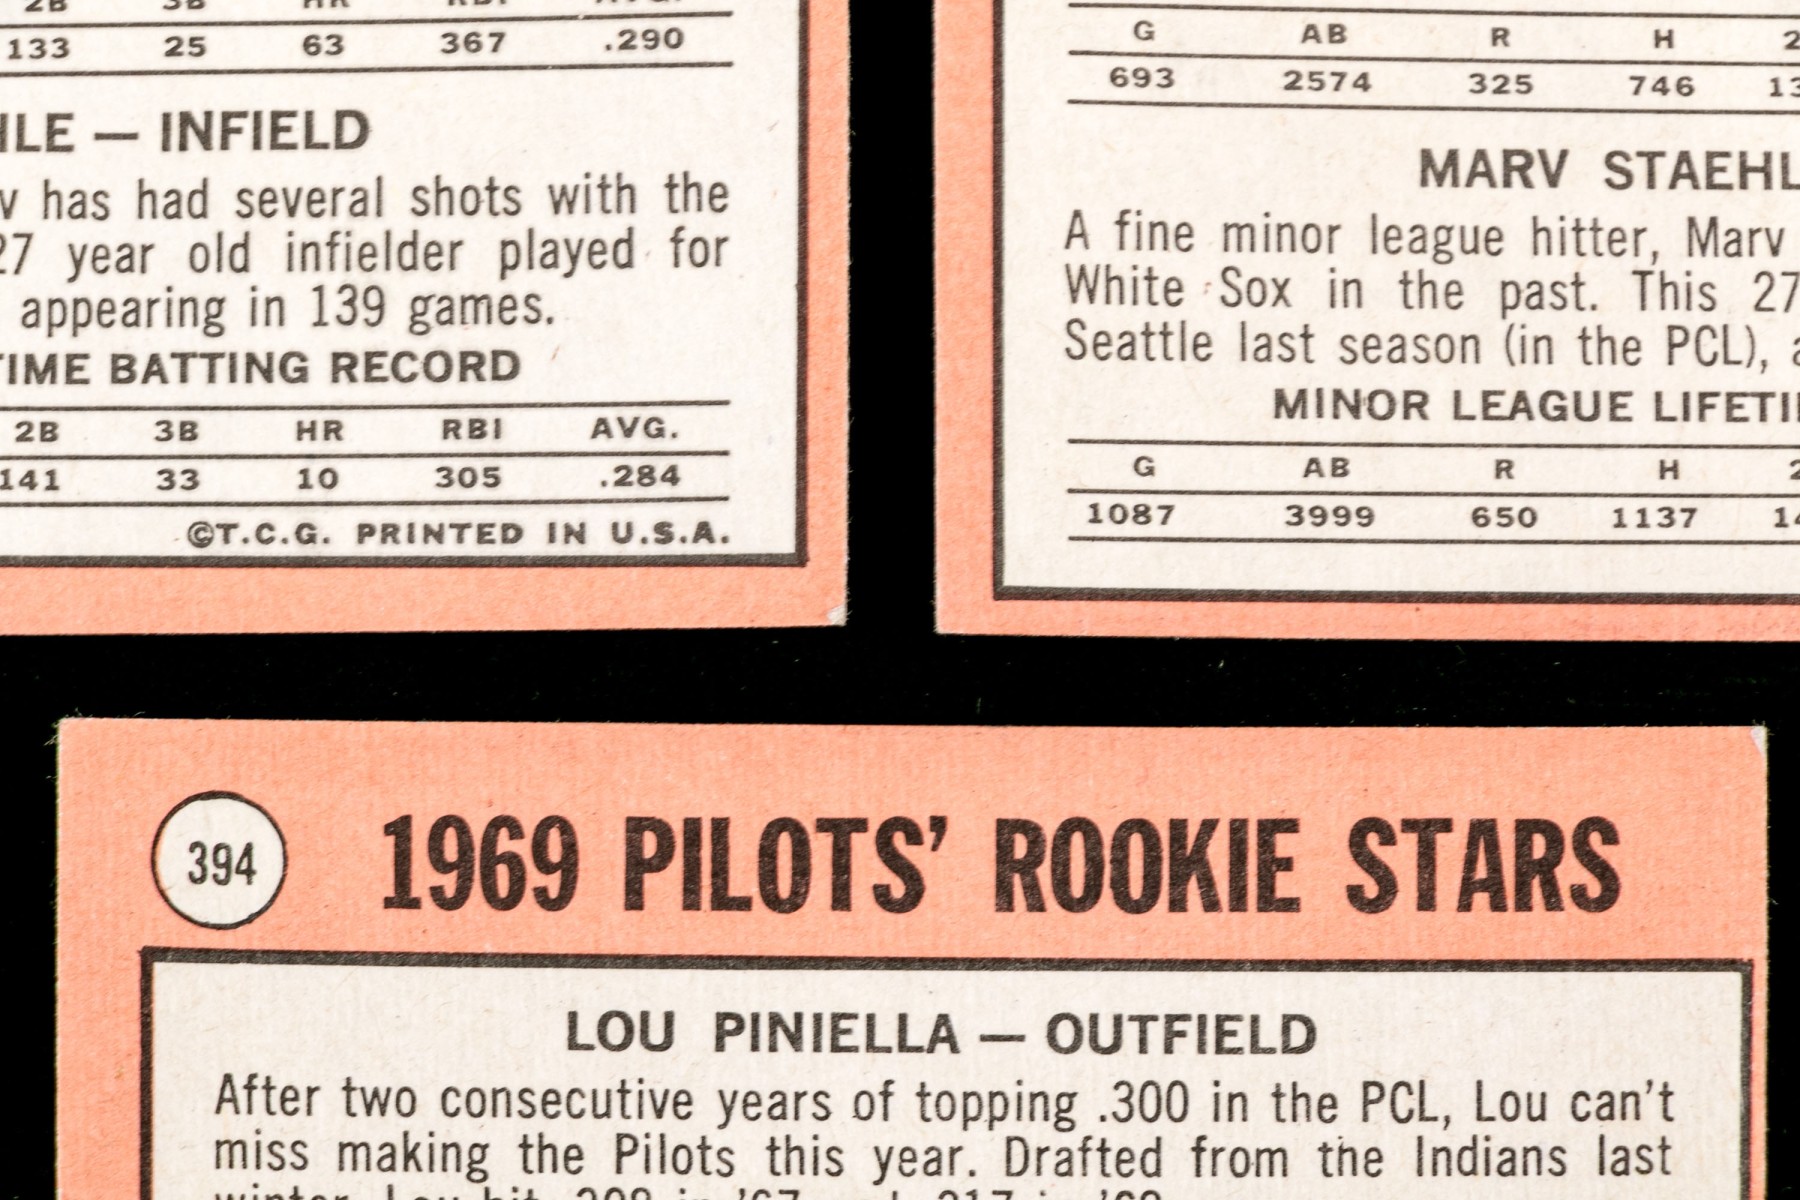 2B 3B HR RBI AVG.
133 25 63 367 .290
— INFIELD
has had several shots with the
27 year old infielder played for
appearing in 139 games.
BATTING RECORD
2B 3B HR RBI AVG.
141 33 10 305 .284
©T.C.G. PRINTED IN U.S.A.
G AB R H
693 2574 325 746
MARV
A fine minor league hitter, Marv
White Sox in the past. This 27
Seattle last season (in the PCL),
MINOR LEAGUE
G AB R H
1087 3999 650 1137
394
1969 PILOTS’ ROOKIE STARS
LOU PINIELLA — OUTFIELD
After two consecutive years of topping .300 in the PCL, Lou can’t
miss making the Pilots this year. Drafted from the Indians last